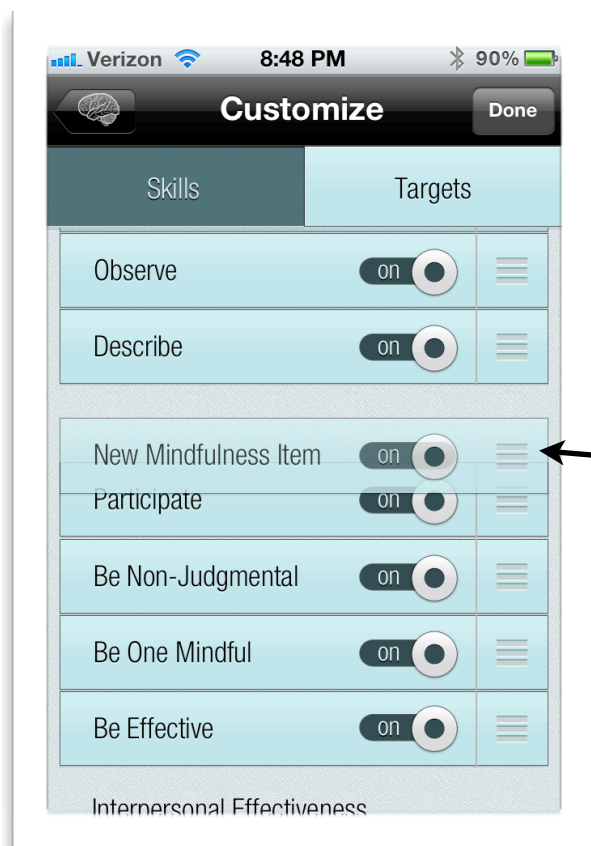 Verizon 8:48 PM 90%
Customize Done
Skills Targets
Observe on
Describe on
New Mindfulness Item on
Participate on
Be Non-Judgmental on
Be One Mindful on
Be Effective on
Interpersonal Effectiveness